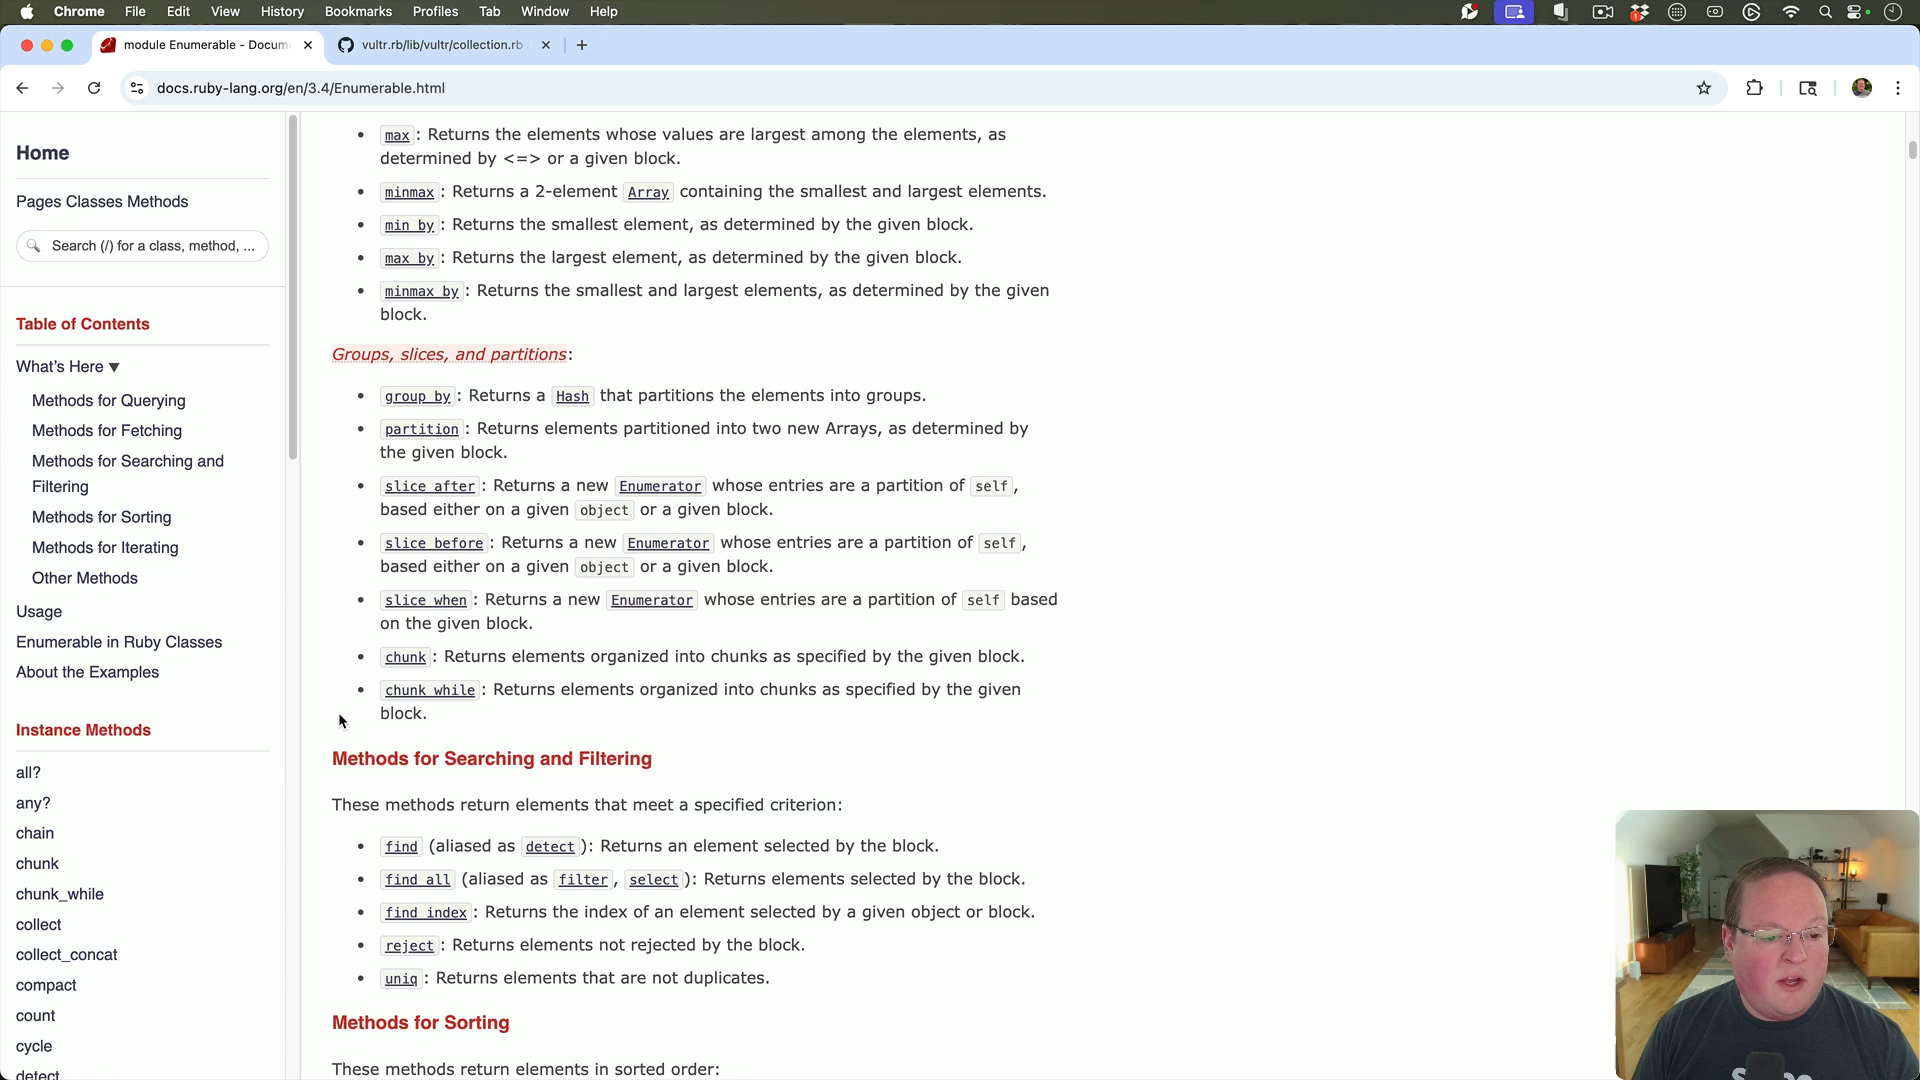 Chrome File Edit View History Bookmarks Profiles Tab Window Help
module Enumerable - Docum
vultr.rb/lib/vultr/collection.rb
docs.ruby-lang.org/en/3.4/Enumerable.html
Home
Pages Classes Methods
Search (/) for a class, method, ...
Table of Contents
What's Here ▼
Methods for Querying
Methods for Fetching
Methods for Searching and
Filtering
Methods for Sorting
Methods for Iterating
Other Methods
Usage
Enumerable in Ruby Classes
About the Examples
Instance Methods
all?
any?
chain
chunk
chunk_while
collect
collect_concat
compact
count
cycle
detect
• max: Returns the elements whose values are largest among the elements, as
determined by <=> or a given block.
• minmax: Returns a 2-element Array containing the smallest and largest elements.
• min_by: Returns the smallest element, as determined by the given block.
• max_by: Returns the largest element, as determined by the given block.
• minmax_by: Returns the smallest and largest elements, as determined by the given
block.
Groups, slices, and partitions:
• group_by: Returns a Hash that partitions the elements into groups.
• partition: Returns elements partitioned into two new Arrays, as determined by
the given block.
• slice_after: Returns a new Enumerator whose entries are a partition of self,
based either on a given object or a given block.
• slice_before: Returns a new Enumerator whose entries are a partition of self,
based either on a given object or a given block.
• slice_when: Returns a new Enumerator whose entries are a partition of self based
on the given block.
• chunk: Returns elements organized into chunks as specified by the given block.
• chunk_while: Returns elements organized into chunks as specified by the given
block.
Methods for Searching and Filtering
These methods return elements that meet a specified criterion:
• find (aliased as detect): Returns an element selected by the block.
• find_all (aliased as filter, select): Returns elements selected by the block.
• find_index: Returns the index of an element selected by a given object or block.
• reject: Returns elements not rejected by the block.
• uniq: Returns elements that are not duplicates.
Methods for Sorting
These methods return elements in sorted order: